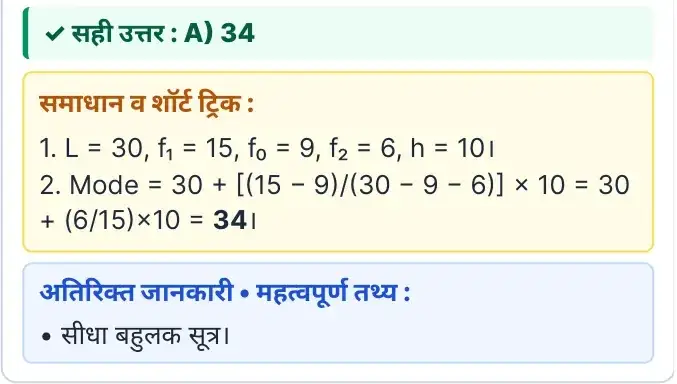 ✓ सही उत्तर : A) 34
समाधान व शॉर्ट ट्रिक :
1. L = 30, f₁ = 15, f₀ = 9, f₂ = 6, h = 10।
2. Mode = 30 + [(15 − 9)/(30 − 9 − 6)] × 10 = 30
+ (6/15)×10 = 34।
अतिरिक्त जानकारी • महत्वपूर्ण तथ्य :
• सीधा बहुलक सूत्र।